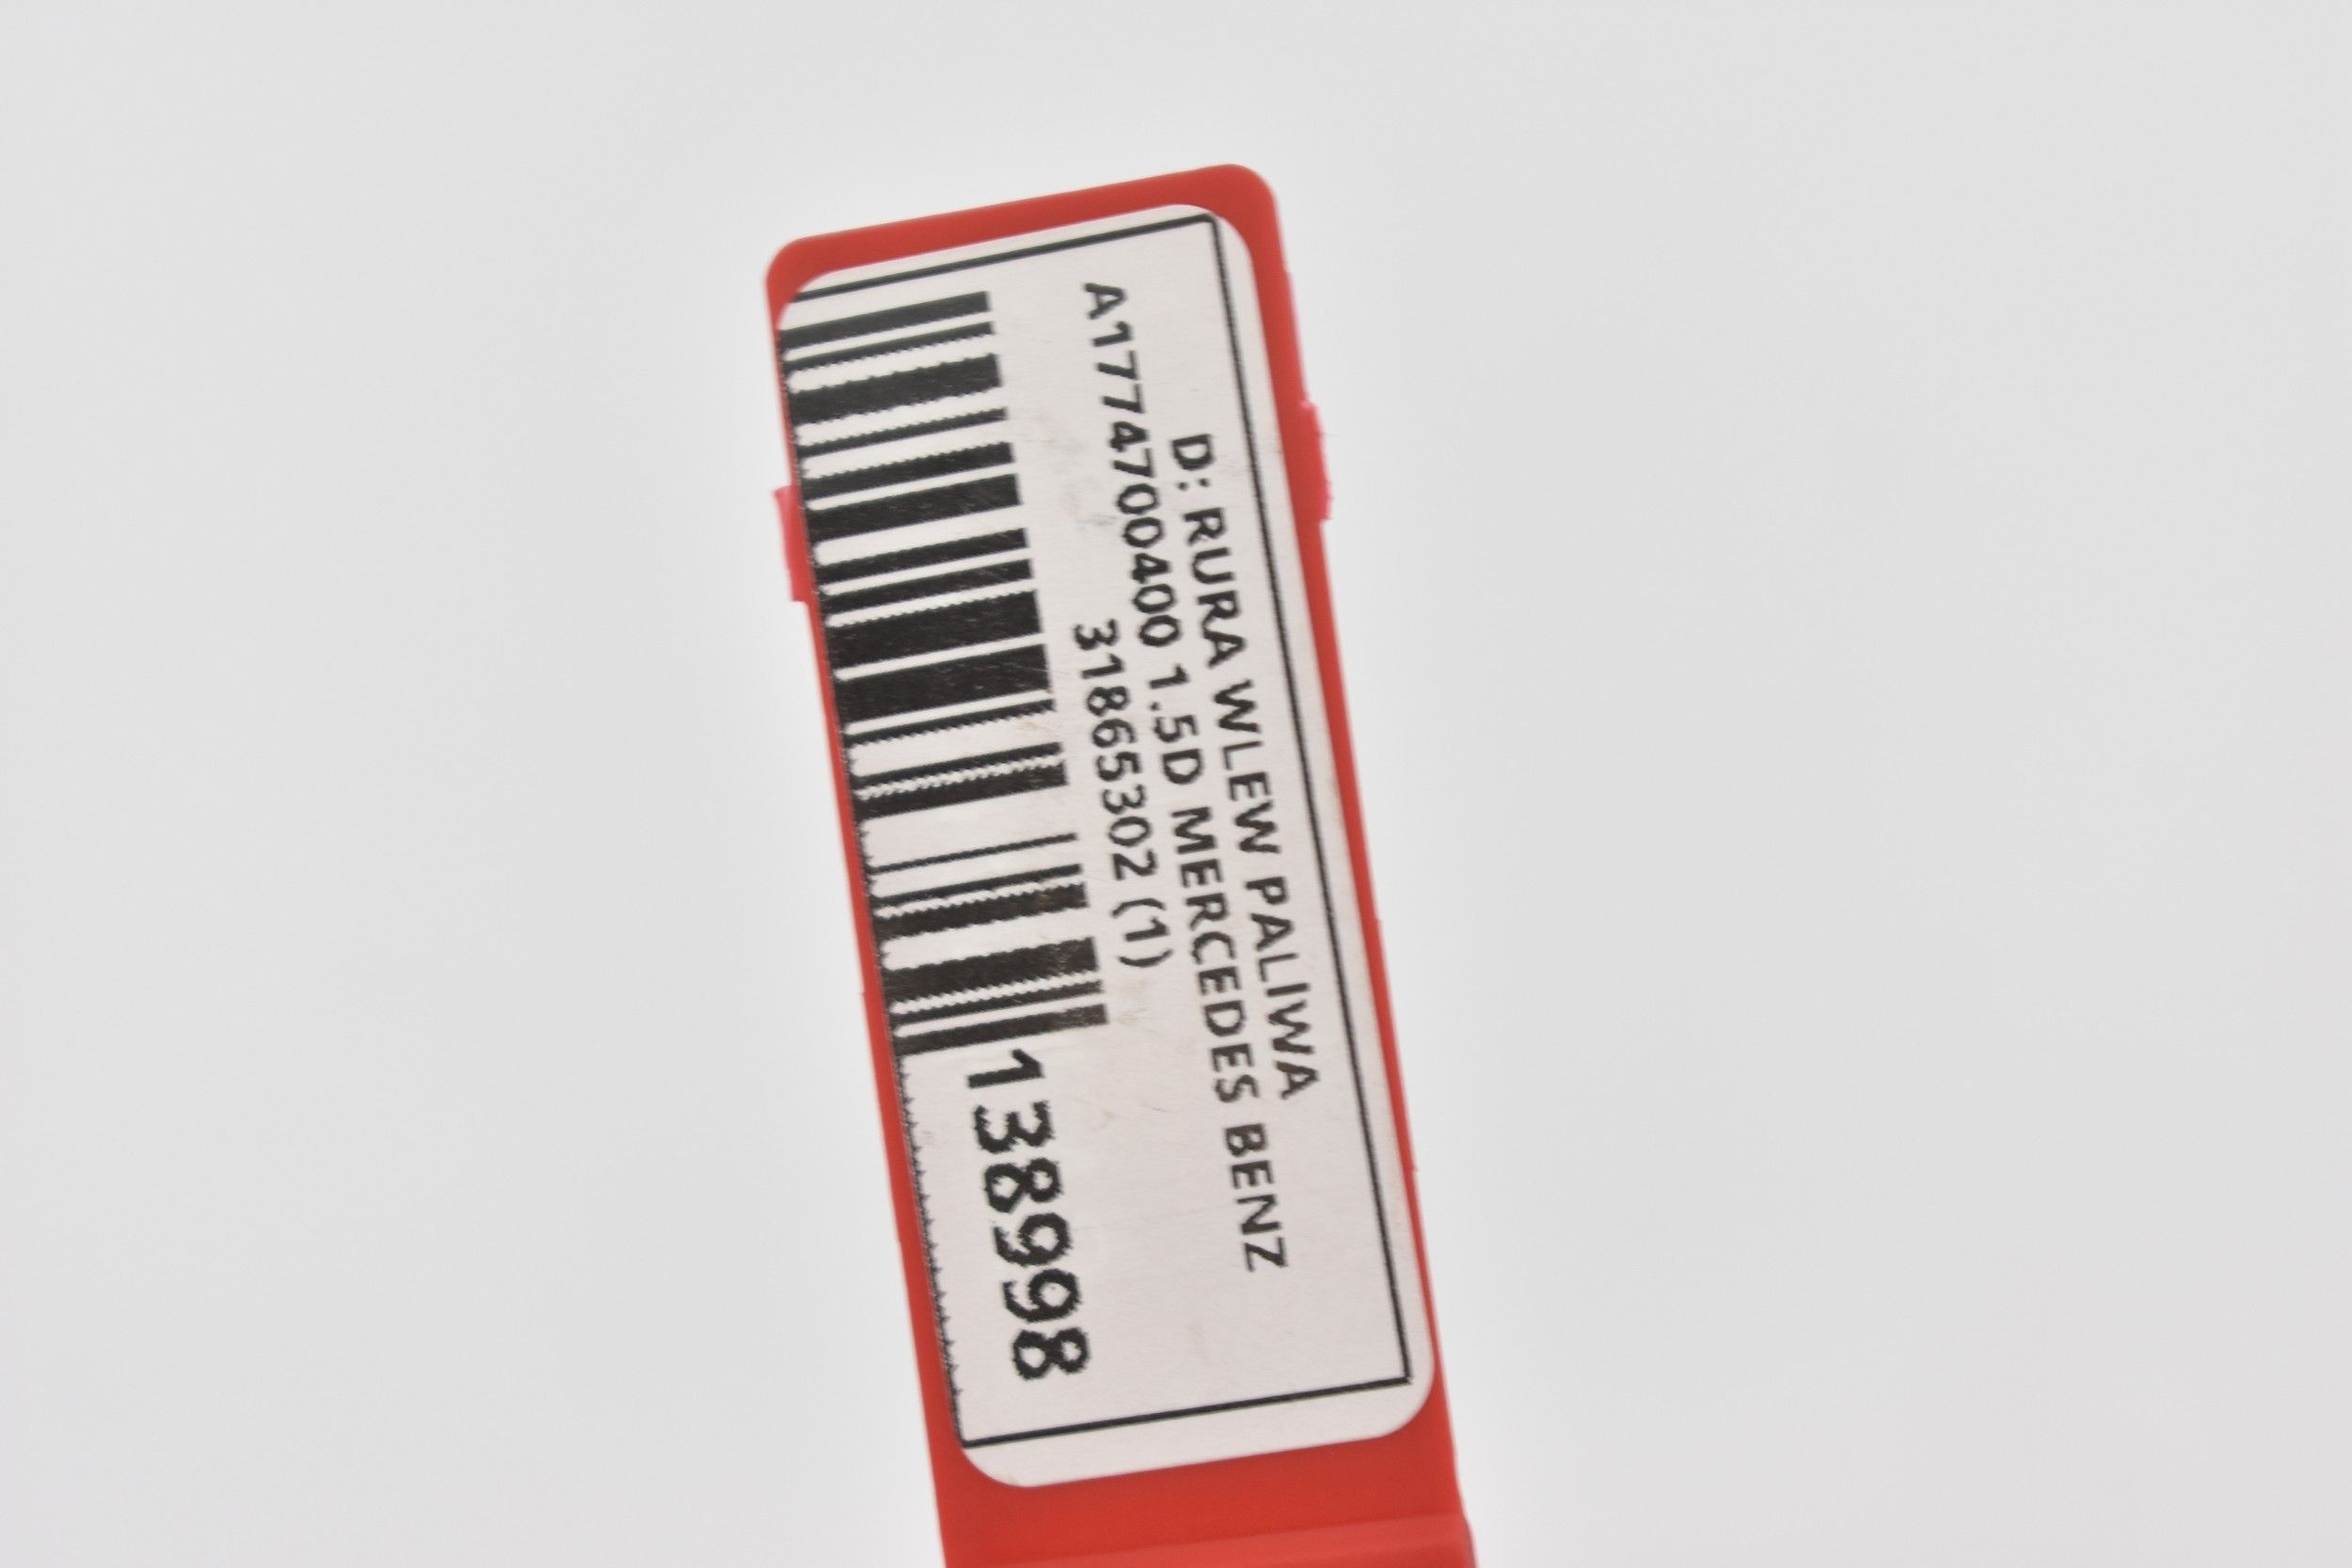 D: RURA WLEW PALIWA
A1774700400 1.5D MERCEDES BENZ
31865302 (1)
138998